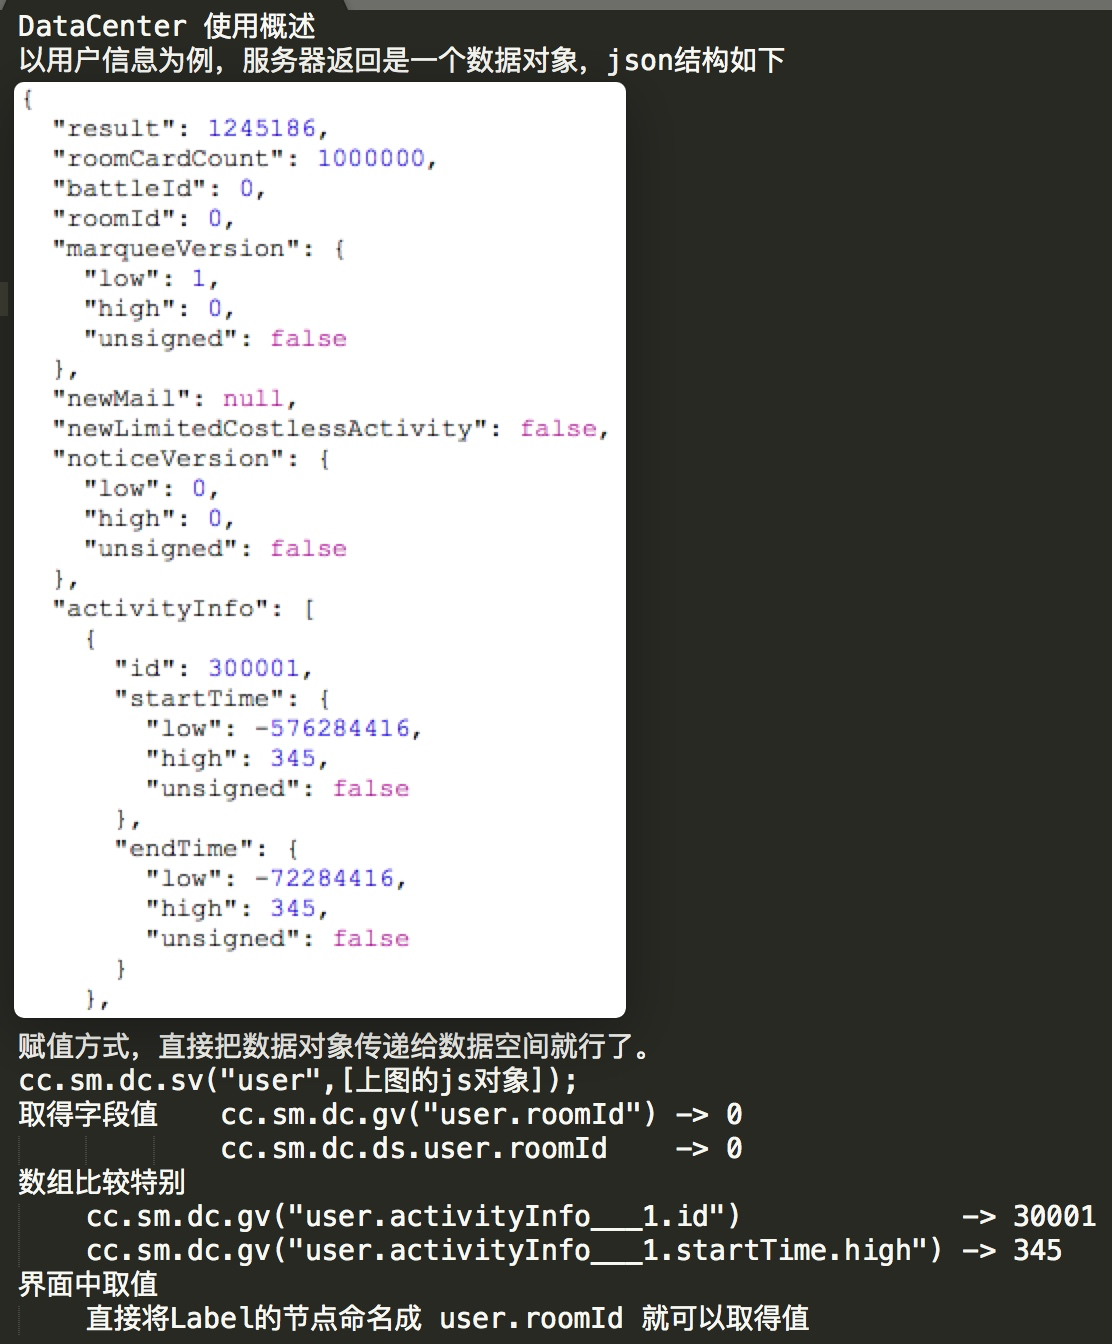 DataCenter 使用概述
以用户信息为例，服务器返回是一个数据对象，json结构如下
{
"result": 1245186,
"roomCardCount": 1000000,
"battleId": 0,
"roomId": 0,
"marqueeVersion": {
"low": 1,
"high": 0,
"unsigned": false
},
"newMail": null,
"newLimitedCostlessActivity": false,
"noticeVersion": {
"low": 0,
"high": 0,
"unsigned": false
},
"activityInfo": [
{
"id": 300001,
"startTime": {
"low": -576284416,
"high": 345,
"unsigned": false
},
"endTime": {
"low": -72284416,
"high": 345,
"unsigned": false
}
},
赋值方式，直接把数据对象传递给数据空间就行了。
cc.sm.dc.sv("user",[上图的js对象]);
取得字段值 cc.sm.dc.gv("user.roomId") —> 0
cc.sm.dc.ds.user.roomId —> 0
数组比较特别
cc.sm.dc.gv("user.activityInfo___1.id") —> 30001
cc.sm.dc.gv("user.activityInfo___1.startTime.high") —> 345
界面中取值
直接将Label的节点命名成 user.roomId 就可以取得值